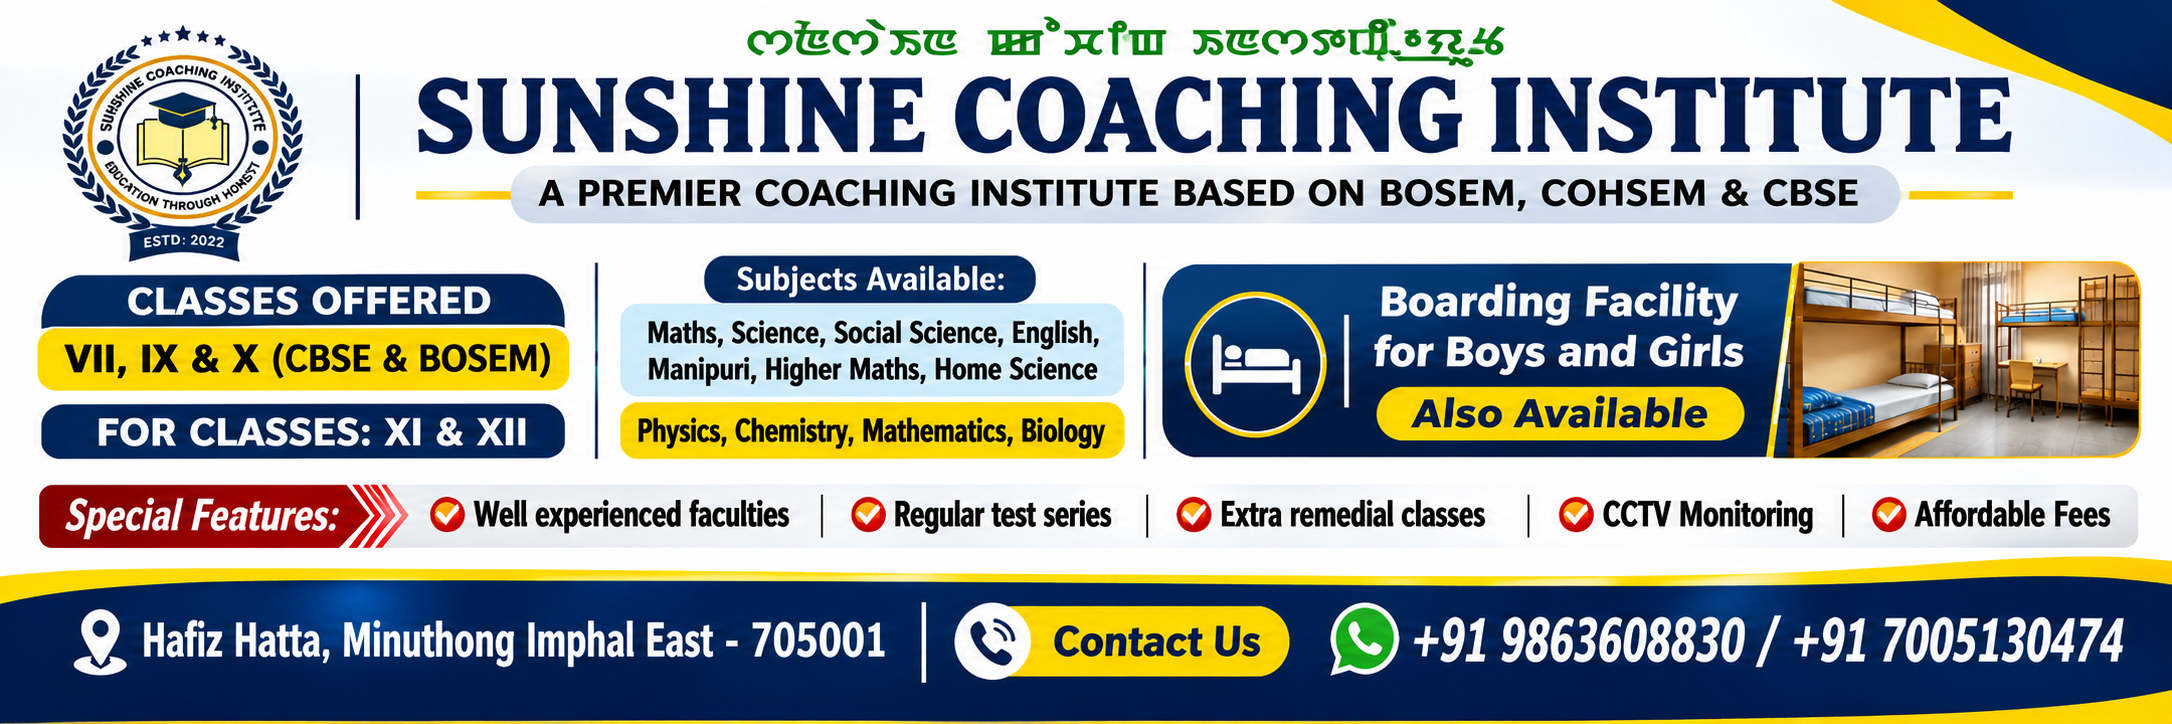 SUNSHINE COACHING INSTITUTE
EDUCATION THROUGH HONEST
ESTD: 2022
SUNSHINE COACHING INSTITUTE
A PREMIER COACHING INSTITUTE BASED ON BOSEM, COHSEM & CBSE
CLASSES OFFERED
VII, IX & X (CBSE & BOSEM)
FOR CLASSES: XI & XII
Subjects Available:
Maths, Science, Social Science, English,
Manipuri, Higher Maths, Home Science
Physics, Chemistry, Mathematics, Biology
Boarding Facility
for Boys and Girls
Also Available
Special Features:
Well experienced faculties
Regular test series
Extra remedial classes
CCTV Monitoring
Affordable Fees
Hafiz Hatta, Minuthong Imphal East - 705001
Contact Us
+91 9863608830 / +91 7005130474